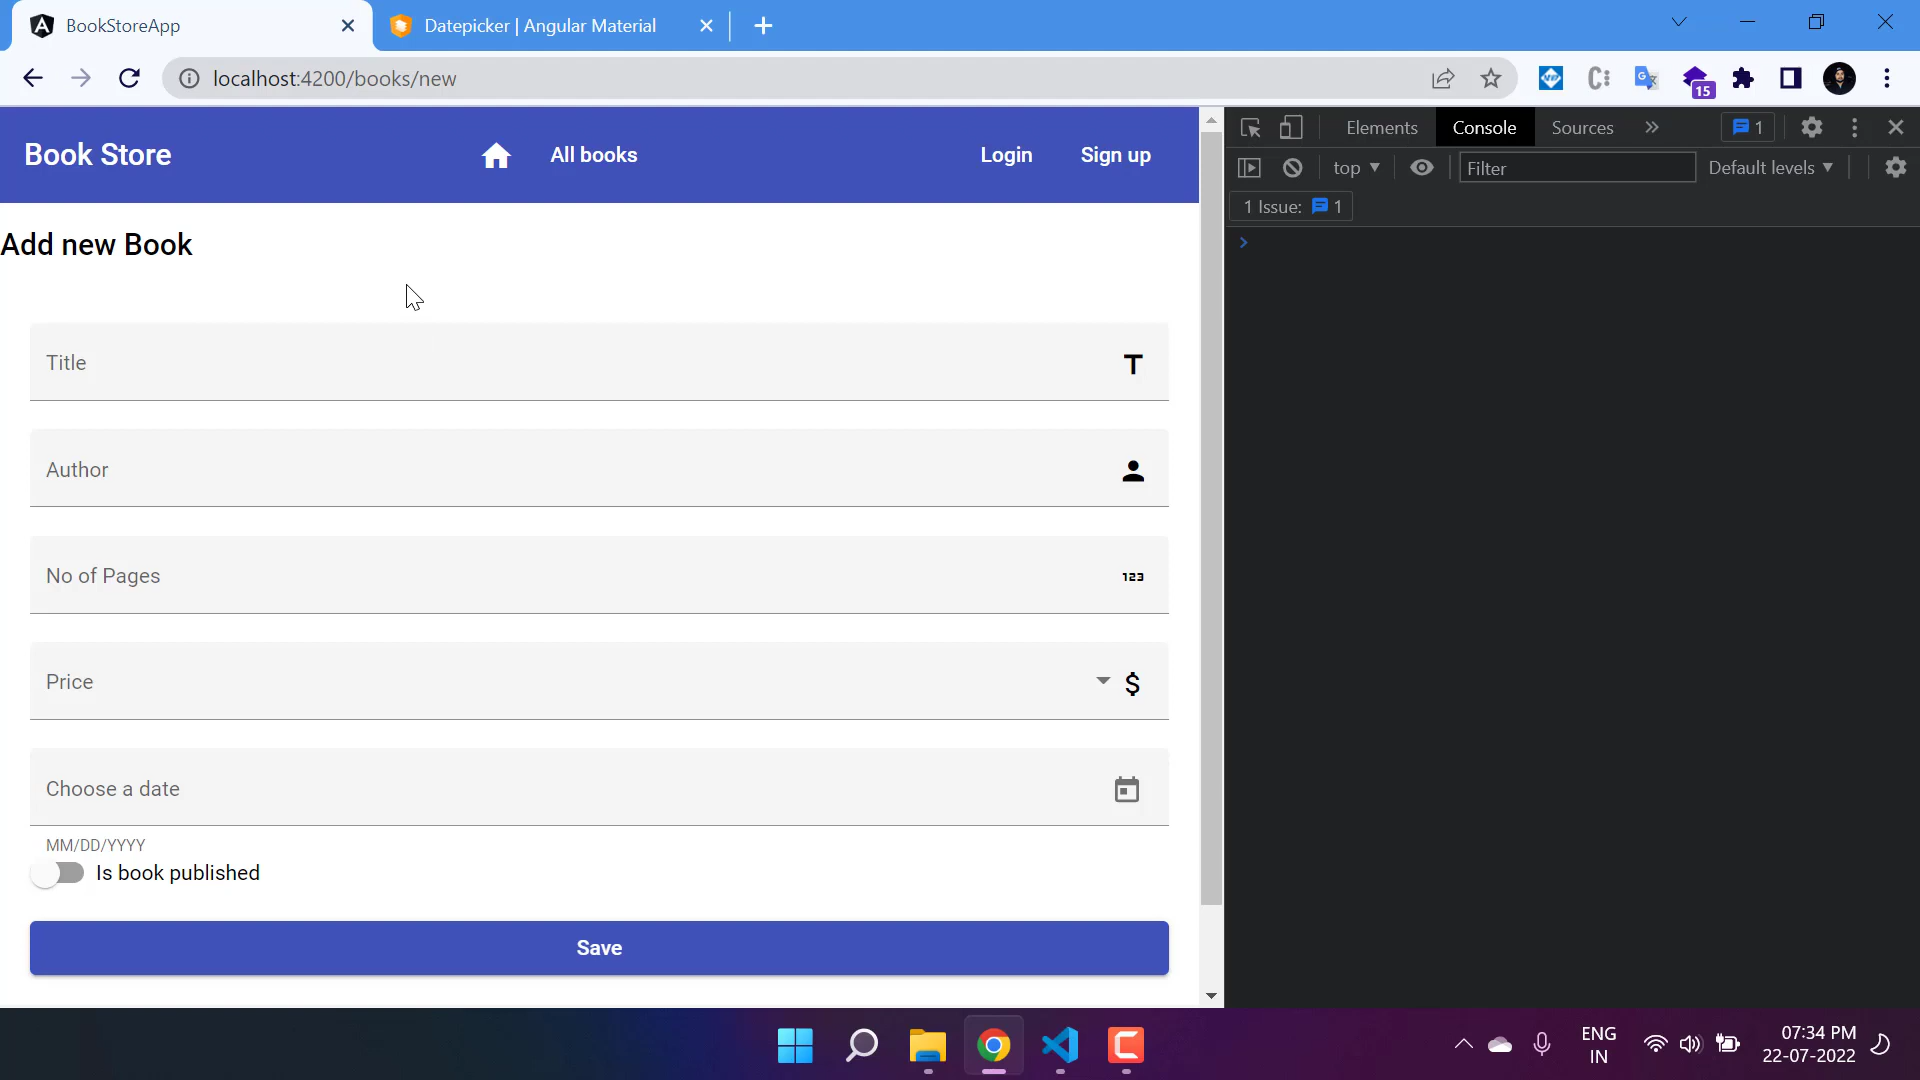 BookStoreApp
Datepicker | Angular Material
localhost:4200/books/new
15
Book Store
All books
Login
Sign up
Elements
Console
Sources
1
top
Filter
Default levels
1 Issue:
1
Add new Book
Title
Author
No of Pages
123
Price
$
Choose a date
MM/DD/YYYY
Is book published
Save
ENG
IN
07:34 PM
22-07-2022